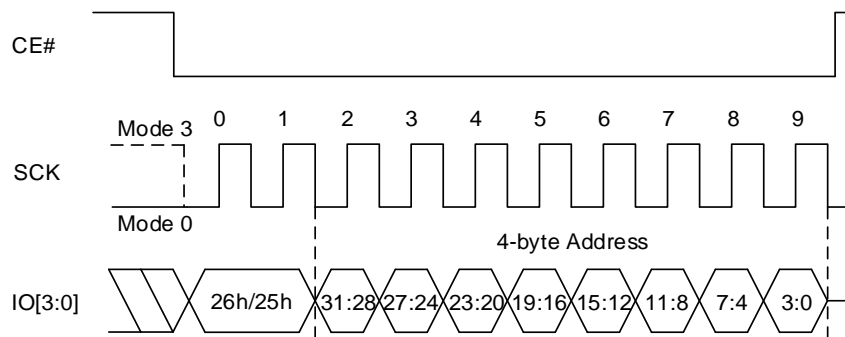 CE#
0 1 2 3 4 5 6 7 8 9
Mode 3
SCK
Mode 0
4-byte Address
IO[3:0] 26h/25h 31:28 27:24 23:20 19:16 15:12 11:8 7:4 3:0